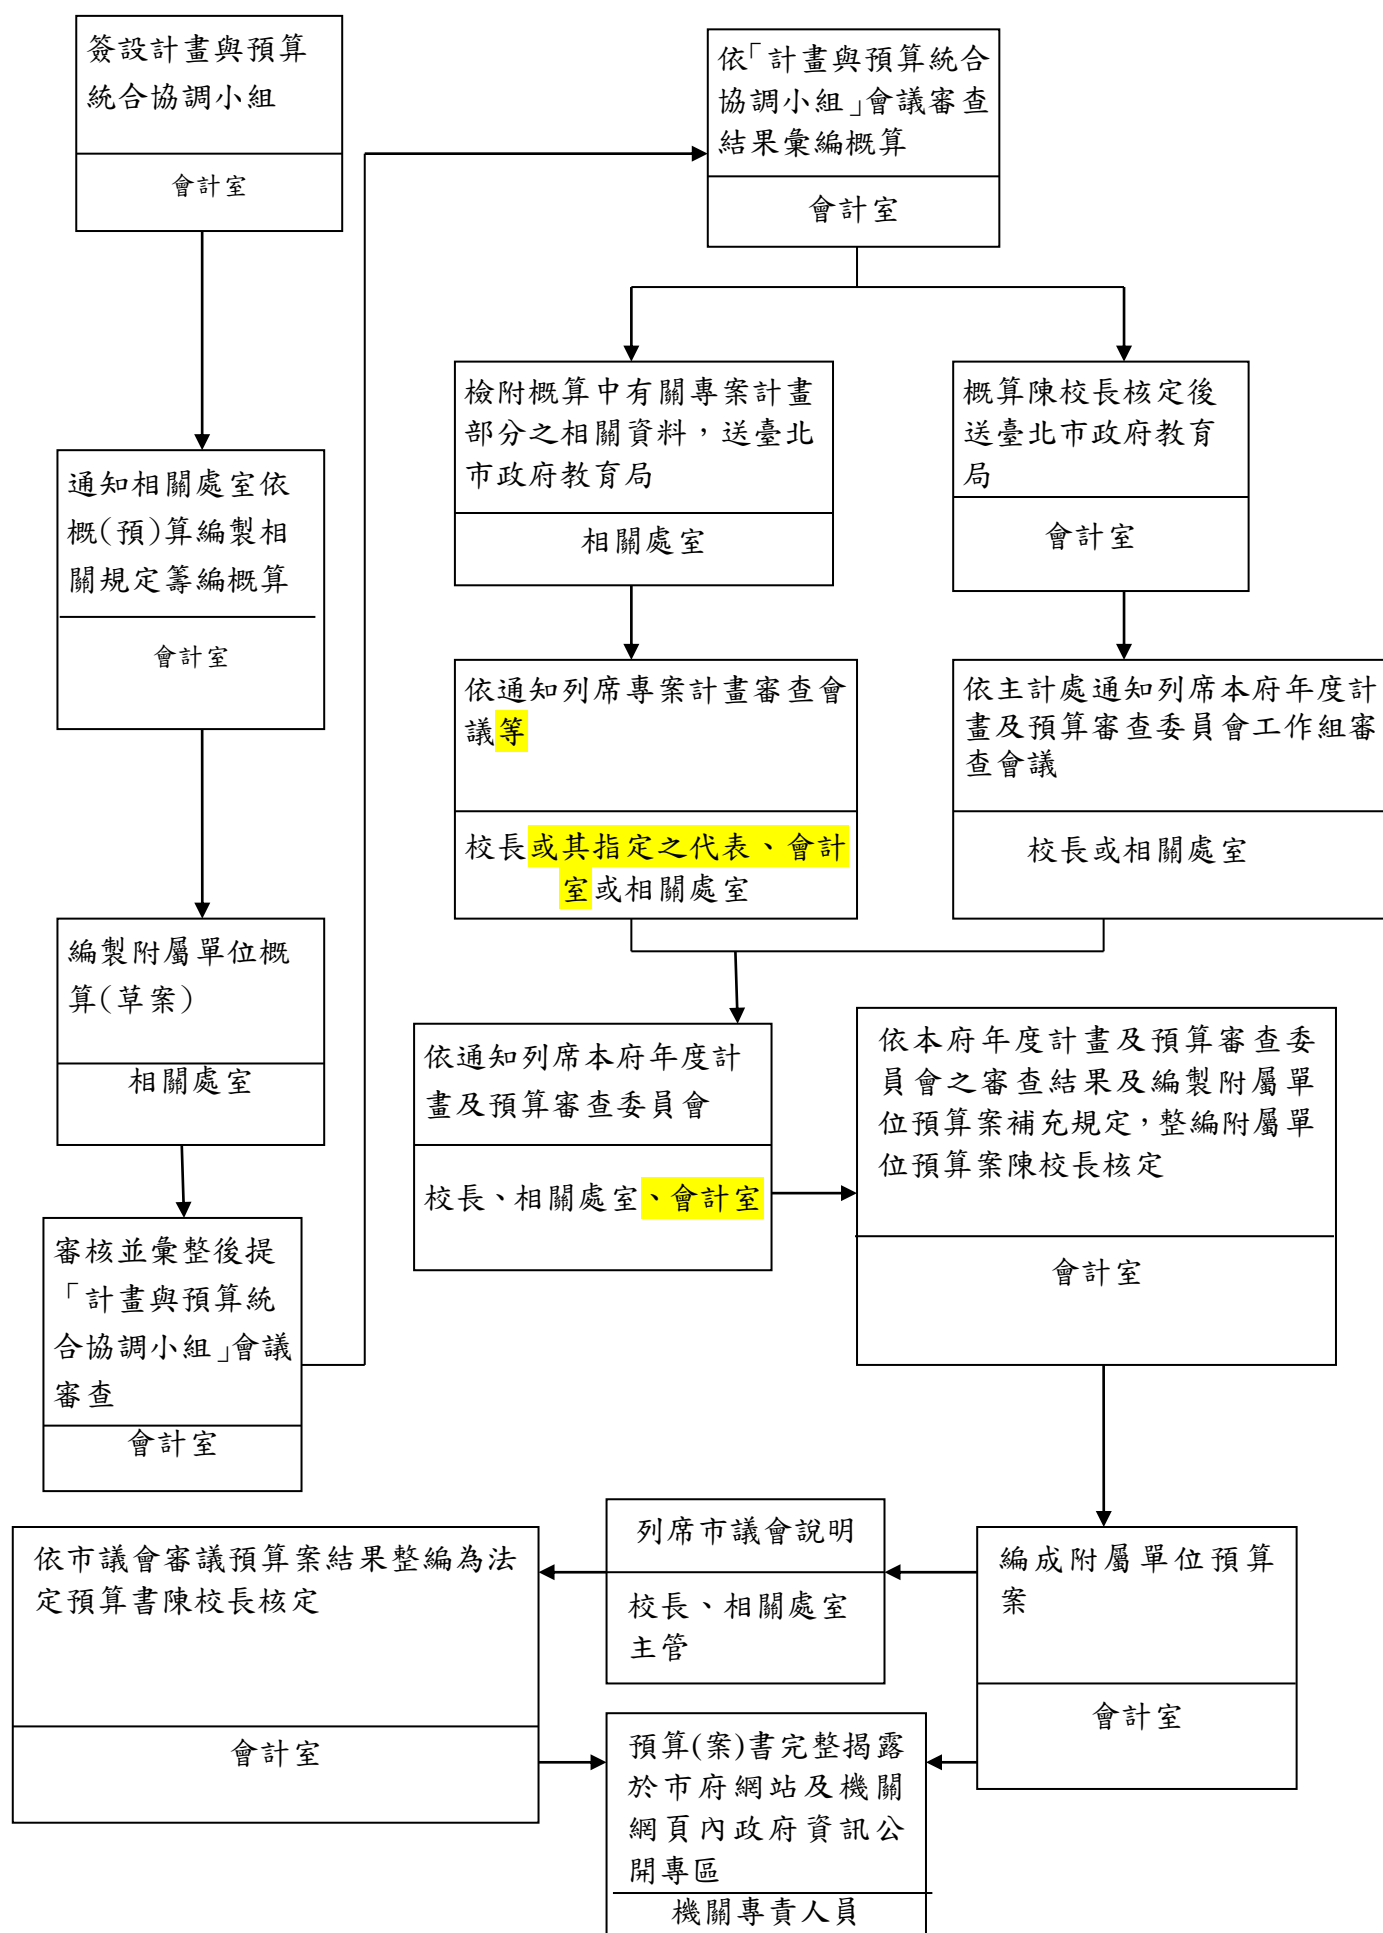 簽設計畫與預算
統合協調小組
會計室
通知相關處室依
概(預)算編製相
關規定籌編概算
會計室
編製附屬單位概
算(草案)
相關處室
審核並彙整後提
「計畫與預算統
合協調小組」會議
審查
會計室
依「計畫與預算統合
協調小組」會議審查
結果彙編概算
會計室
檢附概算中有關專案計畫
部分之相關資料，送臺北
市政府教育局
相關處室
概算陳校長核定後
送臺北市政府教育
局
會計室
依通知列席專案計畫審查會
議等
校長或其指定之代表、會計
室或相關處室
依主計處通知列席本府年度計
畫及預算審查委員會工作組審
查會議
校長或相關處室
依通知列席本府年度計
畫及預算審查委員會
校長、相關處室、會計室
依本府年度計畫及預算審查委
員會之審查結果及編製附屬單
位預算案補充規定，整編附屬單
位預算案陳校長核定
會計室
編成附屬單位預算
案
會計室
列席市議會說明
校長、相關處室
主管
依市議會審議預算案結果整編為法
定預算書陳校長核定
會計室
預算(案)書完整揭露
於市府網站及機關
網頁內政府資訊公
開專區
機關專責人員